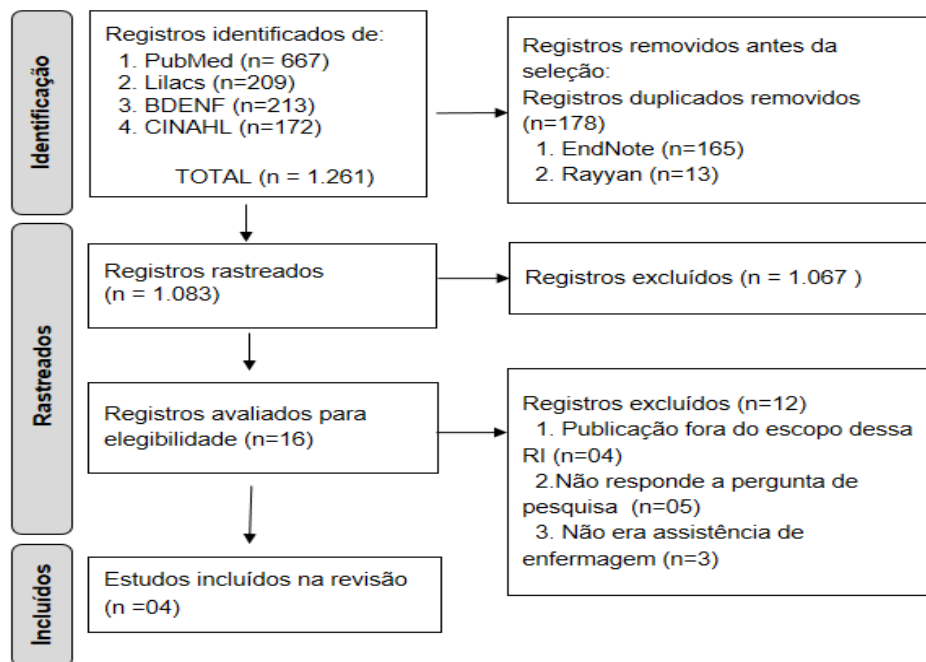 Identificação
Registros identificados de:
1. PubMed (n= 667)
2. Lilacs (n=209)
3. BDENF (n=213)
4. CINAHL (n=172)
TOTAL (n = 1.261)
Registros removidos antes da
seleção:
Registros duplicados removidos
(n=178)
1. EndNote (n=165)
2. Rayyan (n=13)
Rastreados
Registros rastreados
(n = 1.083)
Registros excluídos (n = 1.067 )
Registros avaliados para
elegibilidade (n=16)
Registros excluídos (n=12)
1. Publicação fora do escopo dessa
RI (n=04)
2.Não responde a pergunta de
pesquisa (n=05)
3. Não era assistência de
enfermagem (n=3)
Incluídos
Estudos incluídos na revisão
(n =04)